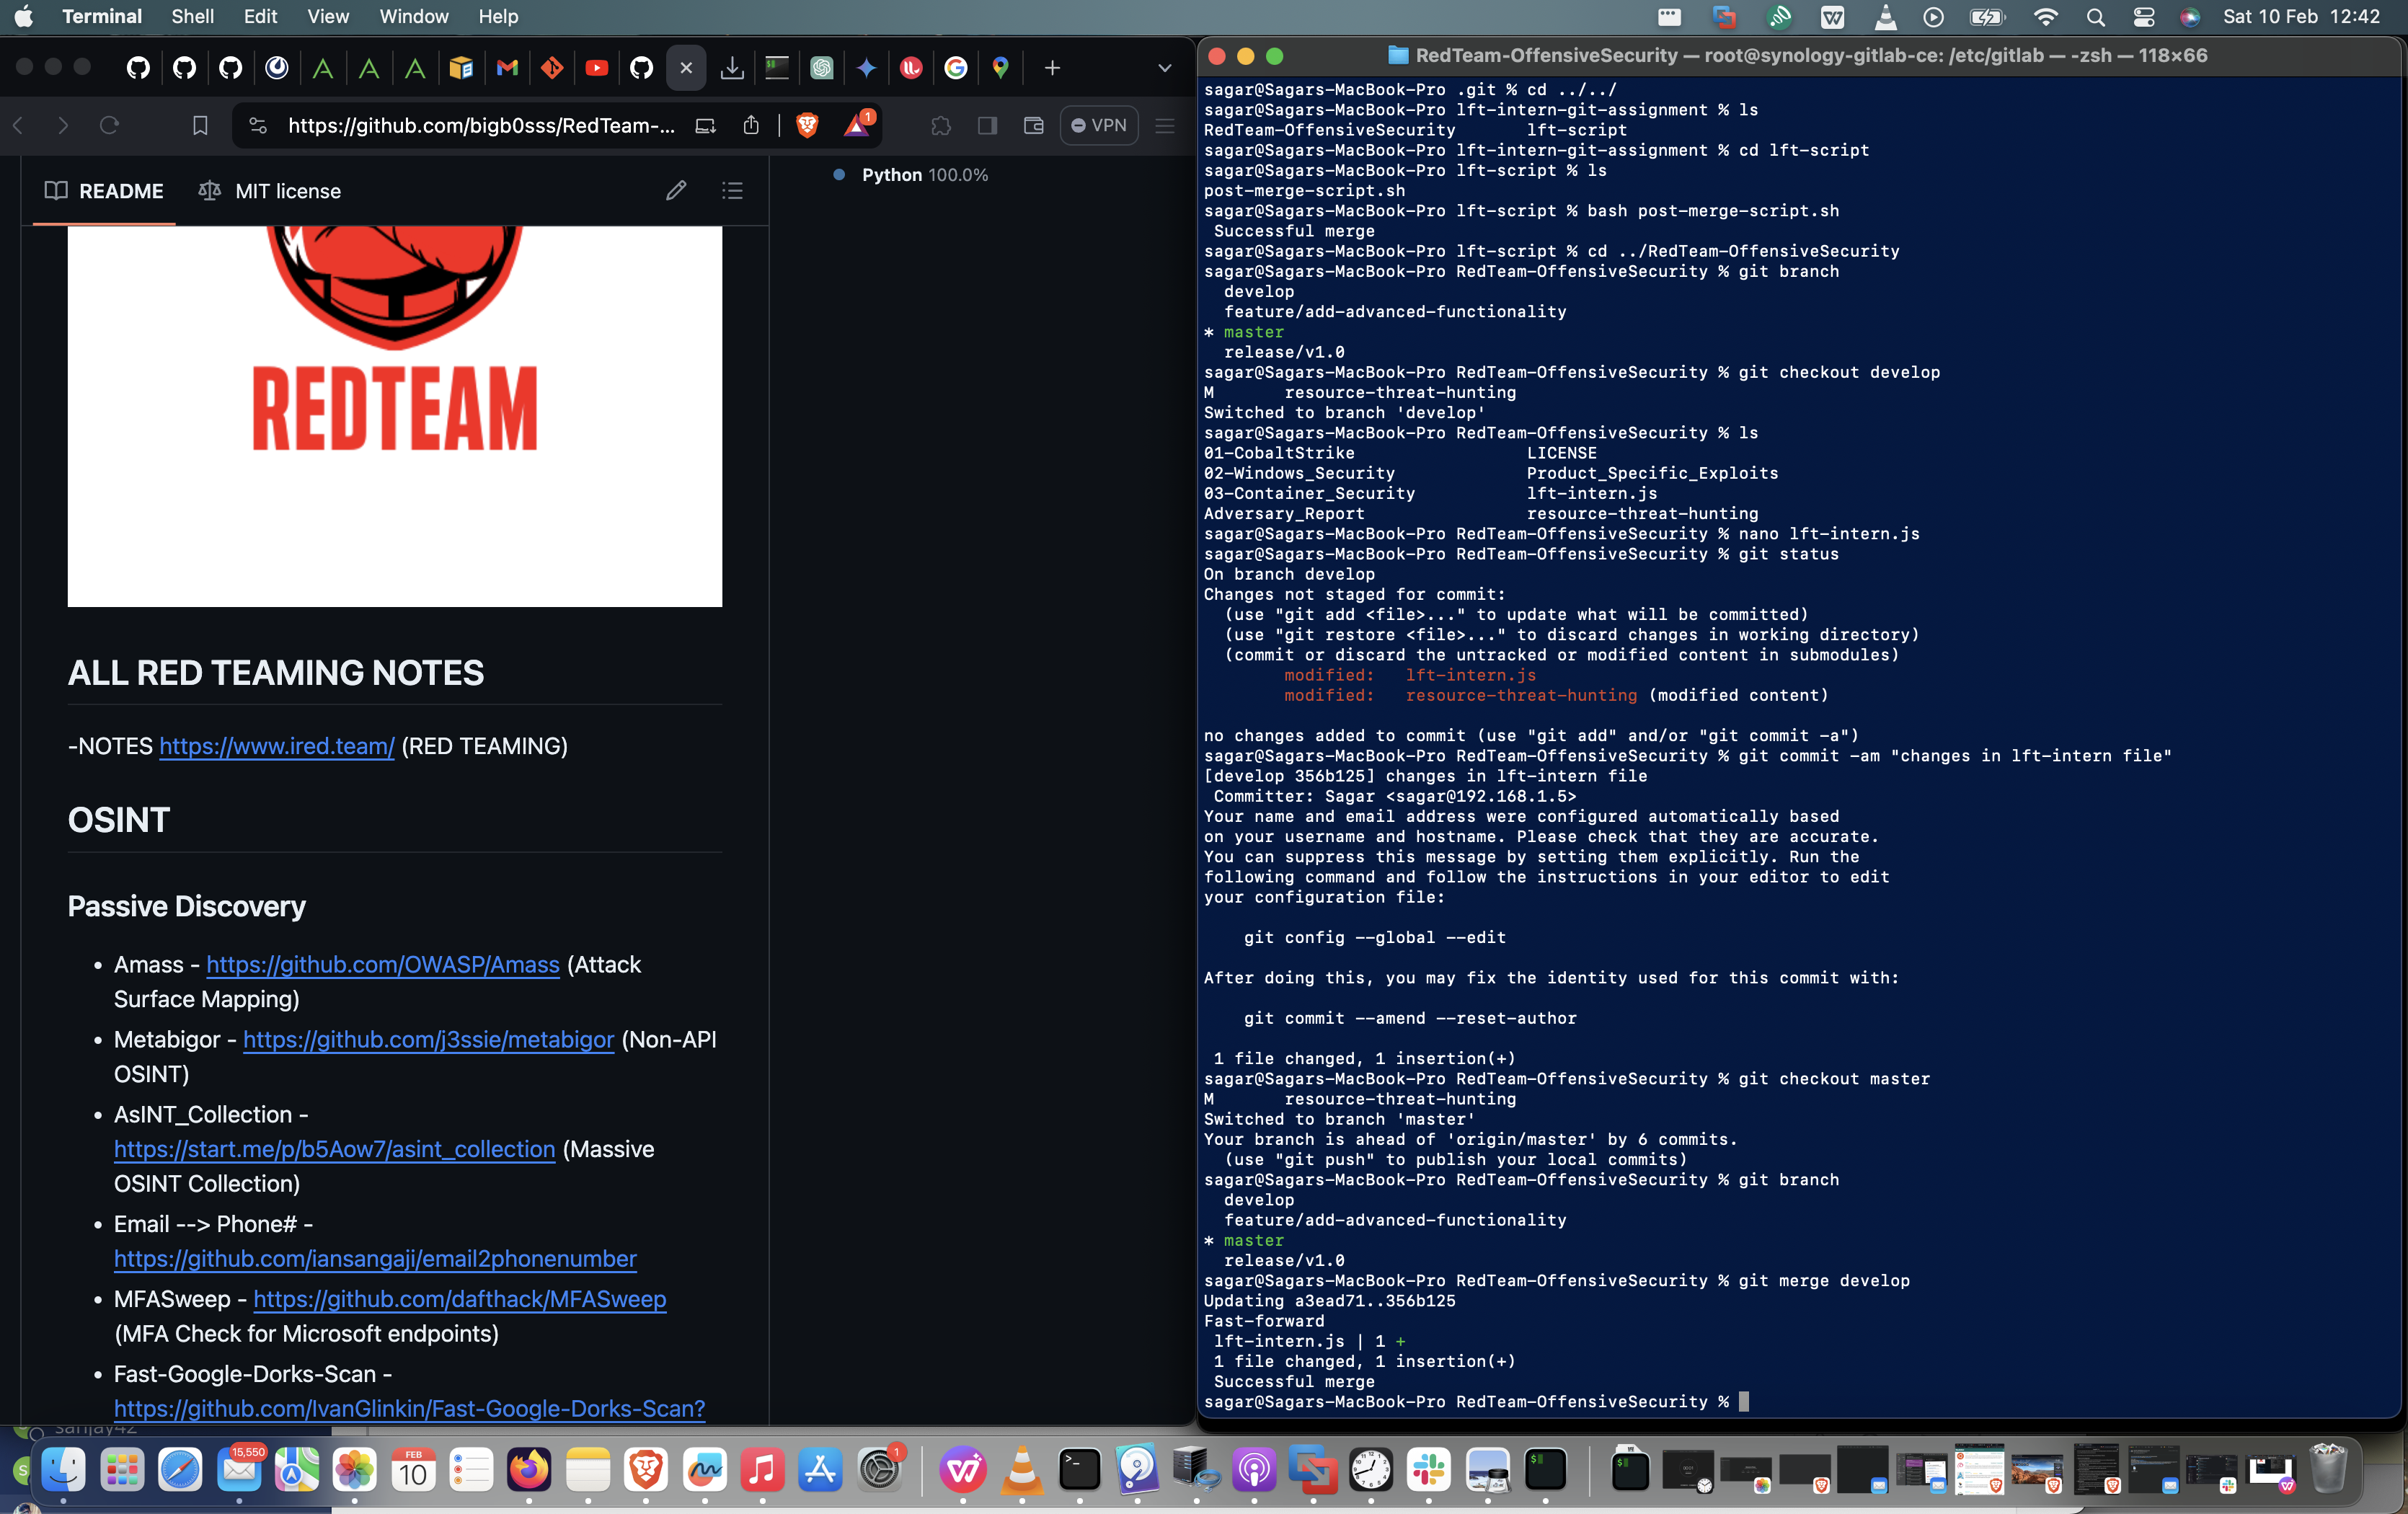 Terminal Shell Edit View Window Help
Sat 10 Feb 12:42
https://github.com/bigb0sss/RedTeam-...
1
VPN
README
MIT license
Python 100.0%
REDTEAM
ALL RED TEAMING NOTES
-NOTES https://www.ired.team/ (RED TEAMING)
OSINT
Passive Discovery
• Amass - https://github.com/OWASP/Amass (Attack
Surface Mapping)
• Metabigor - https://github.com/j3ssie/metabigor (Non-API
OSINT)
• AsINT_Collection -
https://start.me/p/b5Aow7/asint_collection (Massive
OSINT Collection)
• Email --> Phone# -
https://github.com/iansangaji/email2phonenumber
• MFASweep - https://github.com/dafthack/MFASweep
(MFA Check for Microsoft endpoints)
• Fast-Google-Dorks-Scan -
https://github.com/IvanGlinkin/Fast-Google-Dorks-Scan?
RedTeam-OffensiveSecurity — root@synology-gitlab-ce: /etc/gitlab — -zsh — 118×66
sagar@Sagars-MacBook-Pro .git % cd ../../
sagar@Sagars-MacBook-Pro lft-intern-git-assignment % ls
RedTeam-OffensiveSecurity       lft-script
sagar@Sagars-MacBook-Pro lft-intern-git-assignment % cd lft-script
sagar@Sagars-MacBook-Pro lft-script % ls
post-merge-script.sh
sagar@Sagars-MacBook-Pro lft-script % bash post-merge-script.sh
Successful merge
sagar@Sagars-MacBook-Pro lft-script % cd ../RedTeam-OffensiveSecurity
sagar@Sagars-MacBook-Pro RedTeam-OffensiveSecurity % git branch
develop
feature/add-advanced-functionality
* master
release/v1.0
sagar@Sagars-MacBook-Pro RedTeam-OffensiveSecurity % git checkout develop
M       resource-threat-hunting
Switched to branch 'develop'
sagar@Sagars-MacBook-Pro RedTeam-OffensiveSecurity % ls
01-CobaltStrike                 LICENSE
02-Windows_Security             Product_Specific_Exploits
03-Container_Security           lft-intern.js
Adversary_Report                resource-threat-hunting
sagar@Sagars-MacBook-Pro RedTeam-OffensiveSecurity % nano lft-intern.js
sagar@Sagars-MacBook-Pro RedTeam-OffensiveSecurity % git status
On branch develop
Changes not staged for commit:
(use "git add <file>..." to update what will be committed)
(use "git restore <file>..." to discard changes in working directory)
(commit or discard the untracked or modified content in submodules)
modified:   lft-intern.js
modified:   resource-threat-hunting (modified content)
no changes added to commit (use "git add" and/or "git commit -a")
sagar@Sagars-MacBook-Pro RedTeam-OffensiveSecurity % git commit -am "changes in lft-intern file"
[develop 356b125] changes in lft-intern file
Committer: Sagar <sagar@192.168.1.5>
Your name and email address were configured automatically based
on your username and hostname. Please check that they are accurate.
You can suppress this message by setting them explicitly. Run the
following command and follow the instructions in your editor to edit
your configuration file:
git config --global --edit
After doing this, you may fix the identity used for this commit with:
git commit --amend --reset-author
1 file changed, 1 insertion(+)
sagar@Sagars-MacBook-Pro RedTeam-OffensiveSecurity % git checkout master
M       resource-threat-hunting
Switched to branch 'master'
Your branch is ahead of 'origin/master' by 6 commits.
(use "git push" to publish your local commits)
sagar@Sagars-MacBook-Pro RedTeam-OffensiveSecurity % git branch
develop
feature/add-advanced-functionality
* master
release/v1.0
sagar@Sagars-MacBook-Pro RedTeam-OffensiveSecurity % git merge develop
Updating a3ead71..356b125
Fast-forward
lft-intern.js | 1 +
1 file changed, 1 insertion(+)
Successful merge
sagar@Sagars-MacBook-Pro RedTeam-OffensiveSecurity %
sanjay42
15,550
FEB
10
1